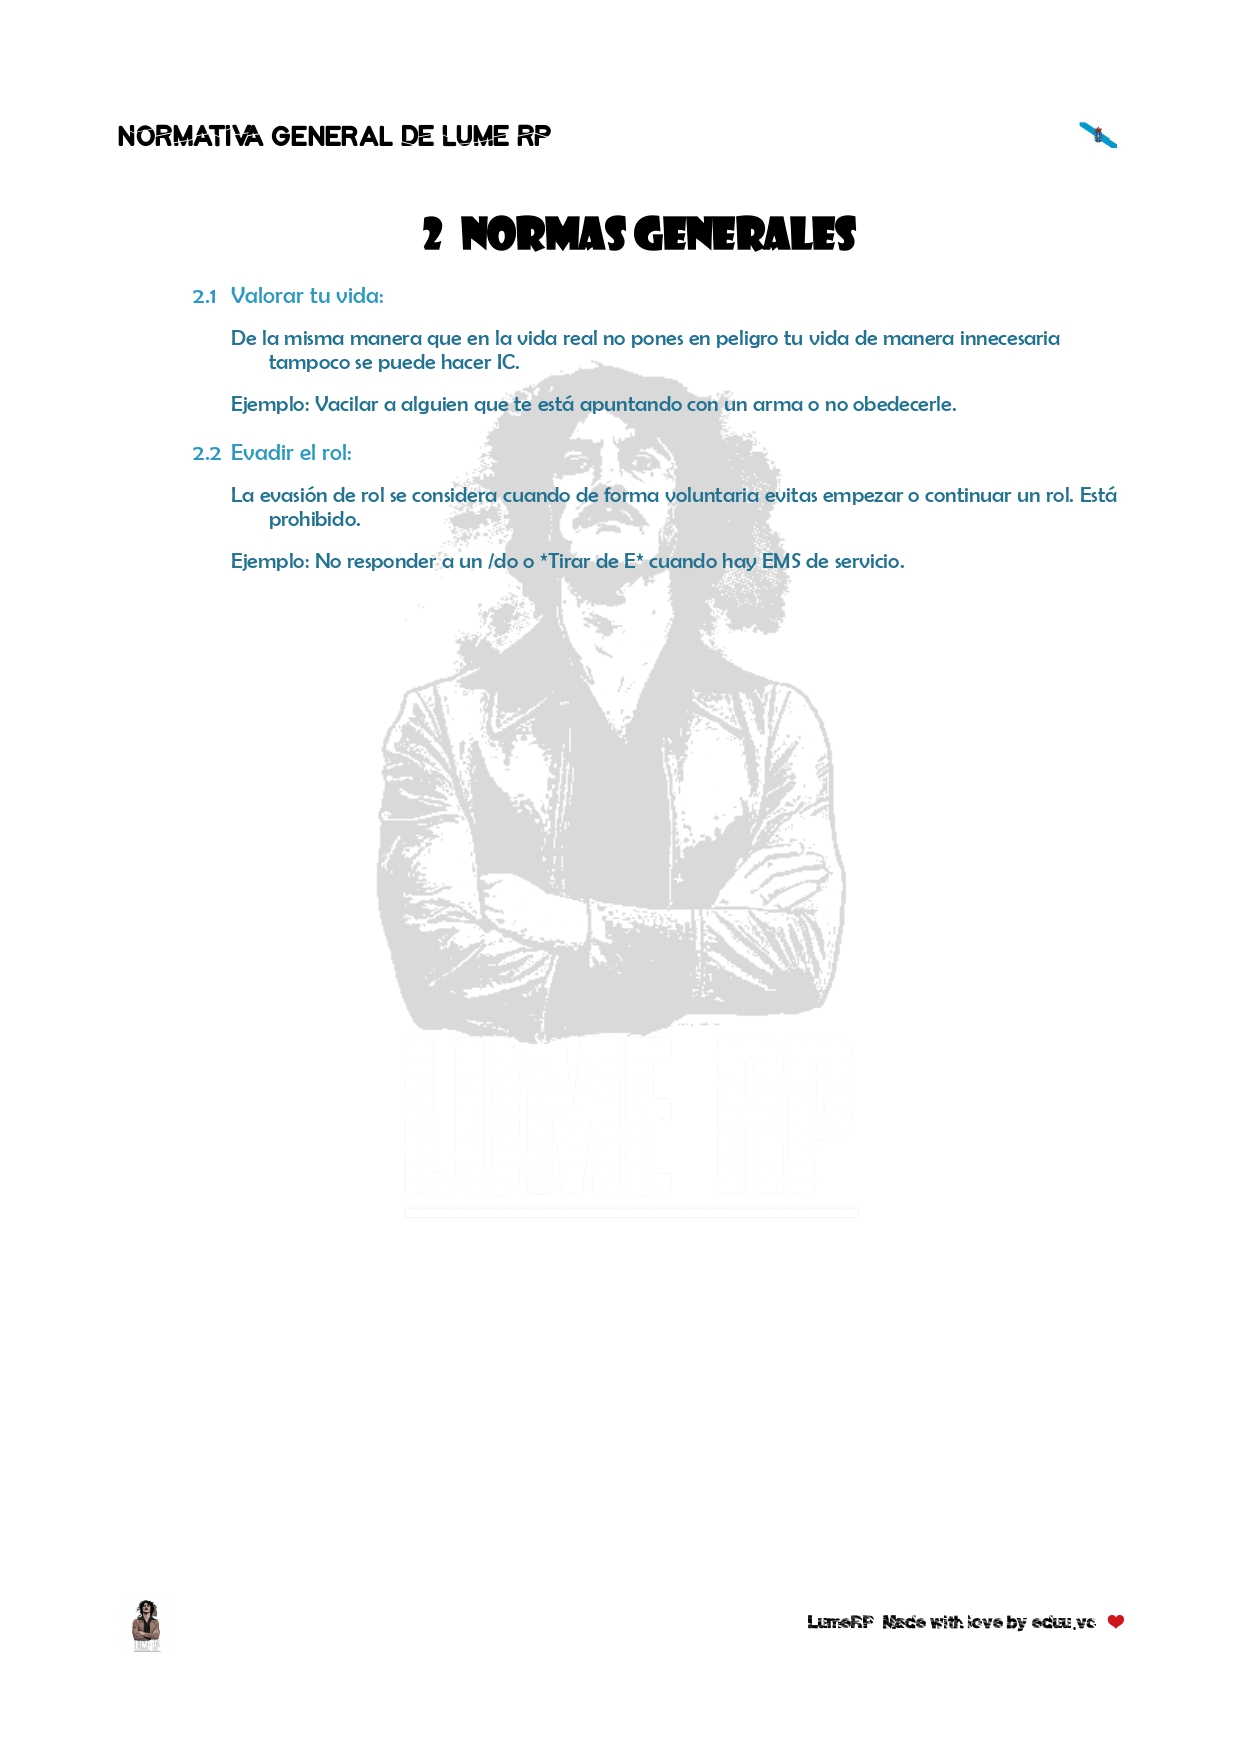 NORMATIVA GENERAL DE LUME RP
2 NORMAS GENERALES
2.1 Valorar tu vida:
De la misma manera que en la vida real no pones en peligro tu vida de manera innecesaria
tampoco se puede hacer IC.
Ejemplo: Vacilar a alguien que te está apuntando con un arma o no obedecerle.
2.2 Evadir el rol:
La evasión de rol se considera cuando de forma voluntaria evitas empezar o continuar un rol. Está
prohibido.
Ejemplo: No responder a un /do o *Tirar de E* cuando hay EMS de servicio.
LUME RP
LUME RP
LumeRP Made with love by eduu.vc